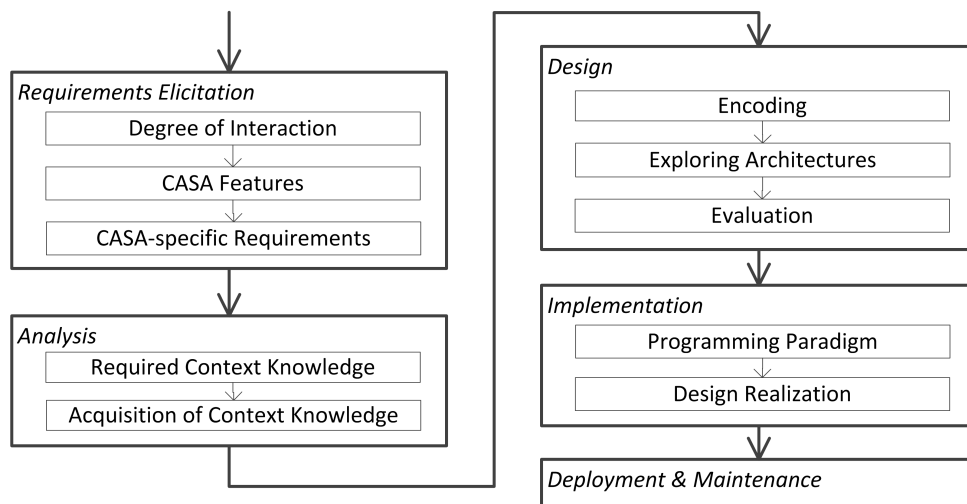 Requirements Elicitation
Degree of Interaction
CASA Features
CASA-specific Requirements
Analysis
Required Context Knowledge
Acquisition of Context Knowledge
Design
Encoding
Exploring Architectures
Evaluation
Implementation
Programming Paradigm
Design Realization
Deployment & Maintenance